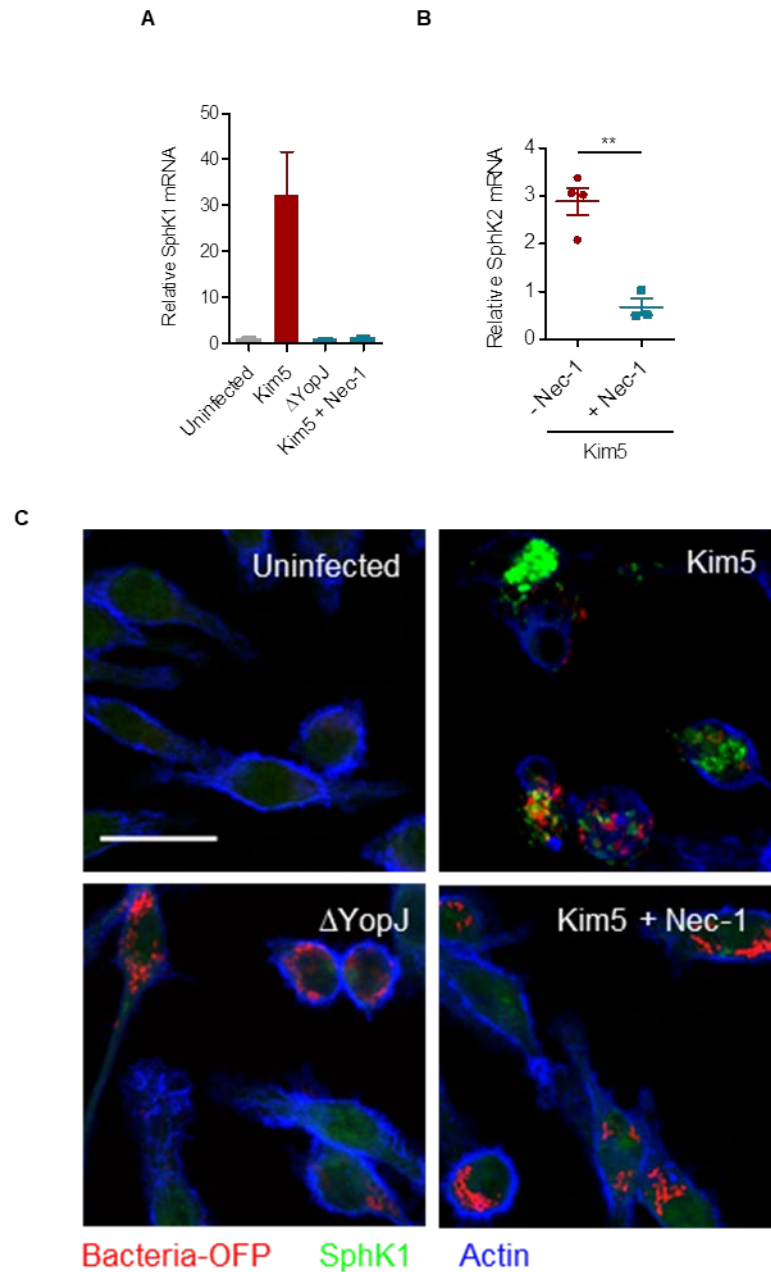 A
B
Relative SphK1 mRNA
50
40
30
20
10
0
Uninfected
Kim5
ΔYopJ
Kim5 + Nec-1
Relative SphK2 mRNA
4
3
2
1
0
**
- Nec-1
+ Nec-1
Kim5
C
Uninfected
Kim5
ΔYopJ
Kim5 + Nec-1
Bacteria-OFP SphK1 Actin